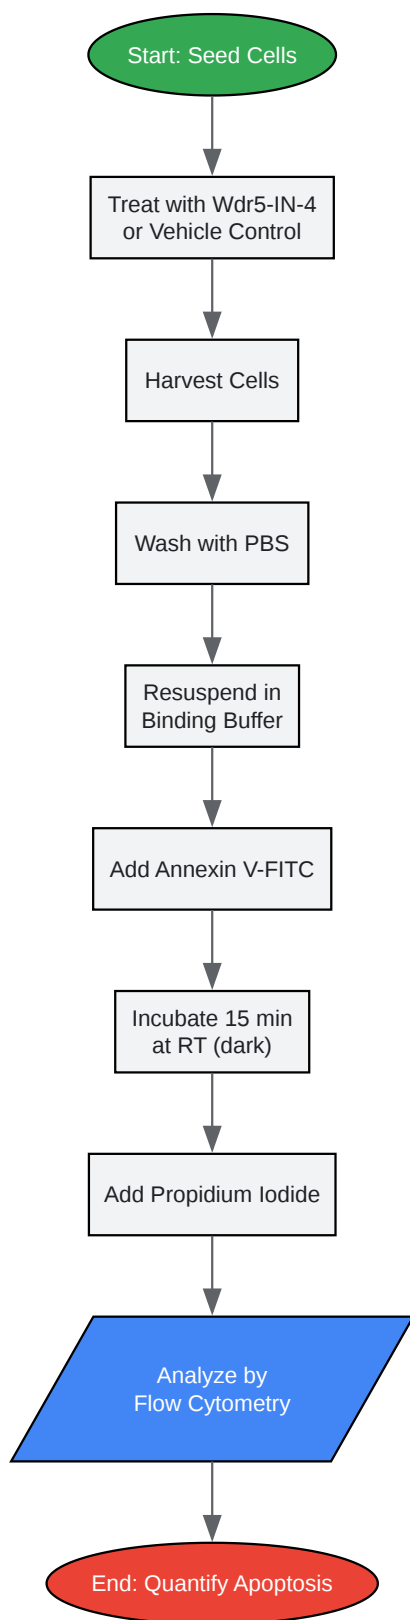 Start: Seed Cells
Treat with Wdr5-IN-4
or Vehicle Control
Harvest Cells
Wash with PBS
Resuspend in
Binding Buffer
Add Annexin V-FITC
Incubate 15 min
at RT (dark)
Add Propidium Iodide
Analyze by
Flow Cytometry
End: Quantify Apoptosis